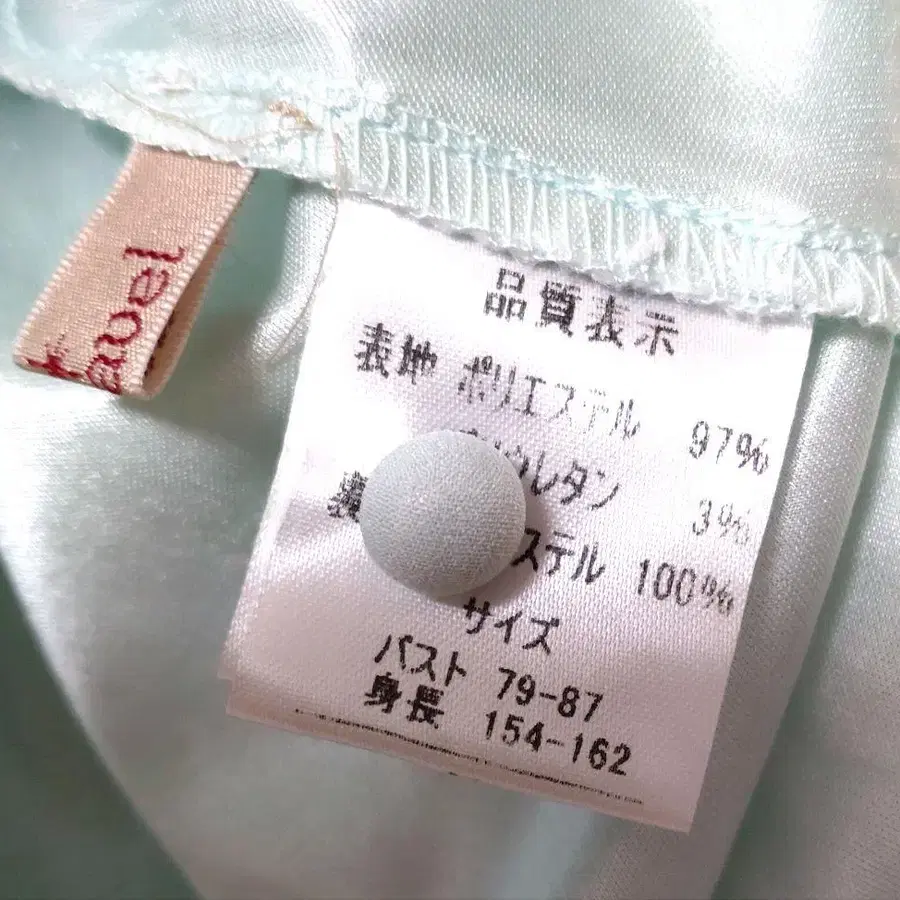 品質表示
表地 ポリエステル 97%
ウレタン 3%
裏 ステル 100%
サイズ
バスト 79-87
身長 154-162